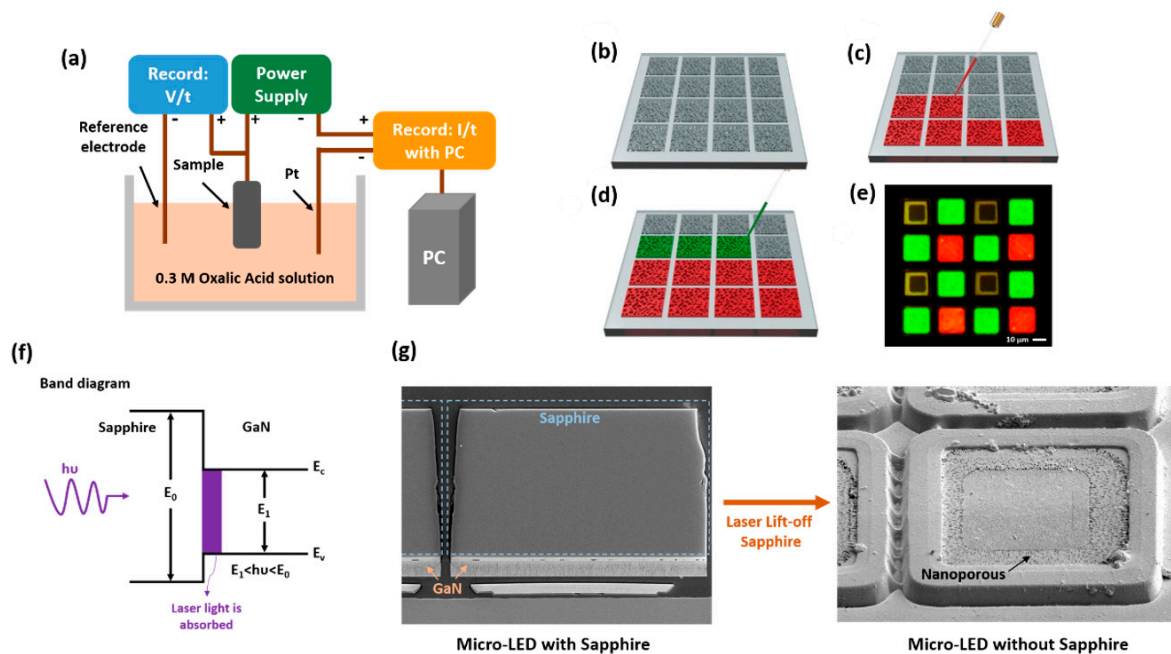 (a)
Record:
V/t
Power
Supply
-
+
+
-
+
-
Record: I/t
with PC
Reference
electrode
Sample
Pt
PC
0.3 M Oxalic Acid solution
(b)
(c)
(d)
(e)
10 μm
(f)
Band diagram
Sapphire
GaN
hυ
E₀
E₁
E_c
E_v
E₁<hυ<E₀
Laser light is
absorbed
(g)
Sapphire
GaN
Micro-LED with Sapphire
Laser Lift-off
Sapphire
Nanoporous
Micro-LED without Sapphire